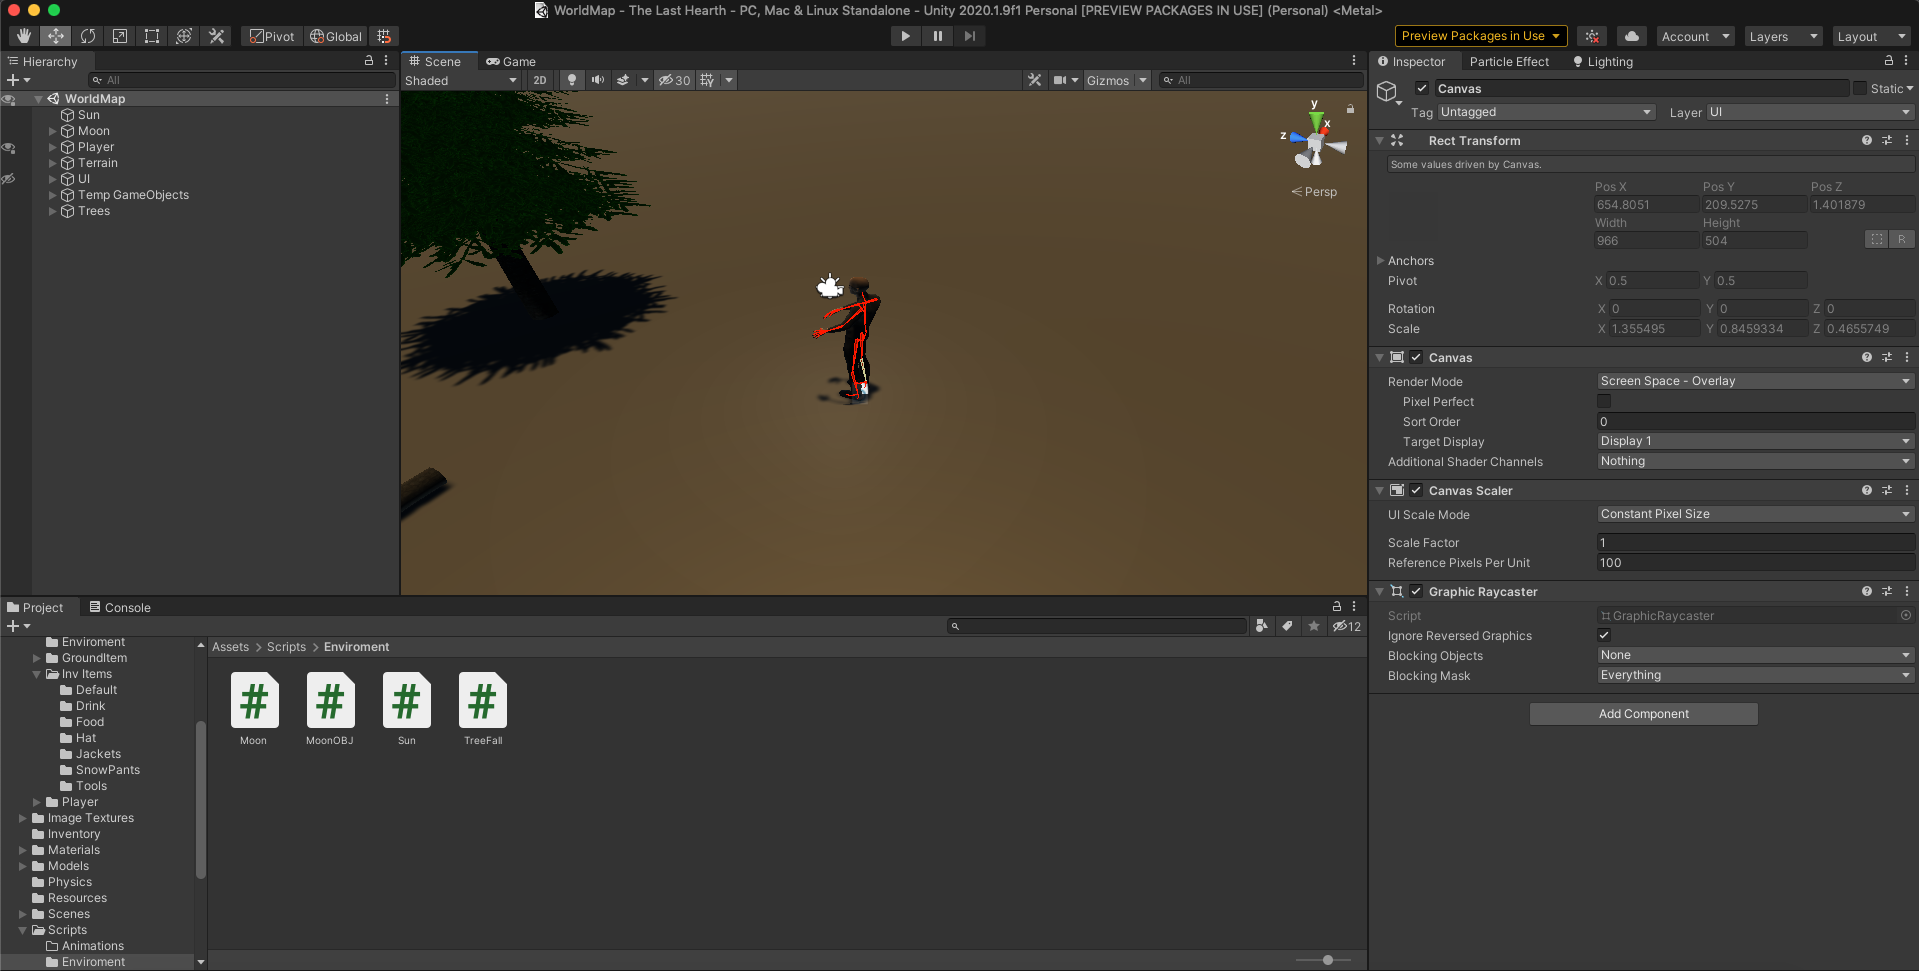 WorldMap - The Last Hearth - PC, Mac & Linux Standalone - Unity 2020.1.9f1 Personal [PREVIEW PACKAGES IN USE] (Personal) <Metal>
Pivot Global Preview Packages in Use Account Layers Layout
Hierarchy
All
WorldMap
Sun
Moon
Player
Terrain
UI
Temp GameObjects
Trees
Scene Game
Shaded 2D 30 Gizmos All
y
x
z
Persp
Inspector Particle Effect Lighting
Canvas Static
Tag Untagged Layer UI
Rect Transform
Some values driven by Canvas.
Pos X Pos Y Pos Z
654.8051 209.5275 1.401879
Width Height
966 504 R
Anchors
Pivot X 0.5 Y 0.5
Rotation X 0 Y 0 Z 0
Scale X 1.355495 Y 0.8459334 Z 0.4655749
Canvas
Render Mode Screen Space - Overlay
Pixel Perfect
Sort Order 0
Target Display Display 1
Additional Shader Channels Nothing
Canvas Scaler
UI Scale Mode Constant Pixel Size
Scale Factor 1
Reference Pixels Per Unit 100
Graphic Raycaster
Script GraphicRaycaster
Ignore Reversed Graphics
Blocking Objects None
Blocking Mask Everything
Add Component
Project Console
12
Enviroment
GroundItem
Inv Items
Default
Drink
Food
Hat
Jackets
SnowPants
Tools
Player
Image Textures
Inventory
Materials
Models
Physics
Resources
Scenes
Scripts
Animations
Enviroment
Assets > Scripts > Enviroment
# # # #
Moon MoonOBJ Sun TreeFall